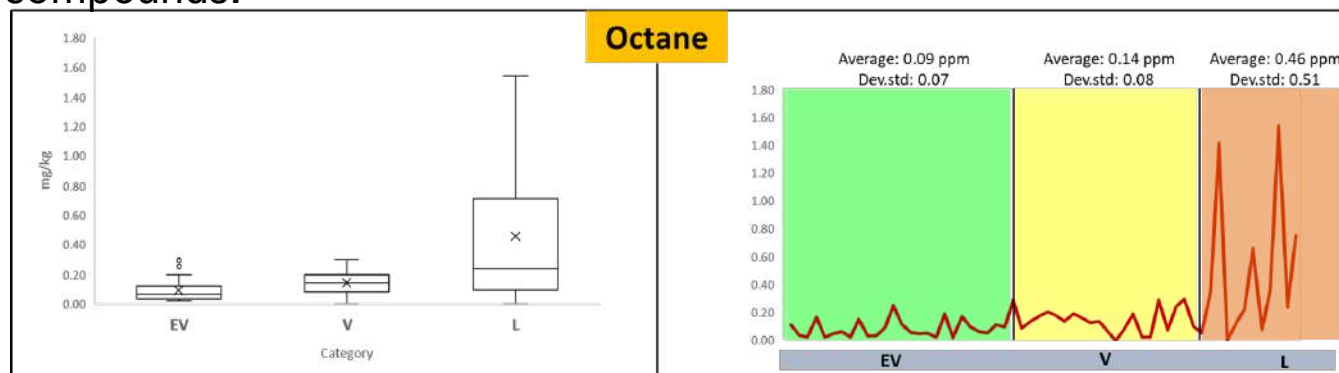 compounds.
Octane
1.80
1.60
1.40
1.20
1.00
0.80
0.60
0.40
0.20
0.00
mg/kg
EV V L
Category
Average: 0.09 ppm Average: 0.14 ppm Average: 0.46 ppm
Dev.std: 0.07 Dev.std: 0.08 Dev.std: 0.51
1.80
1.60
1.40
1.20
1.00
0.80
0.60
0.40
0.20
0.00
EV V L